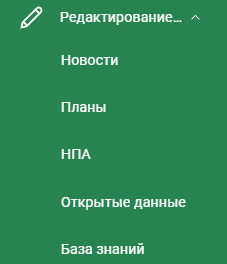 Редактирование...
Новости
Планы
НПА
Открытые данные
База знаний